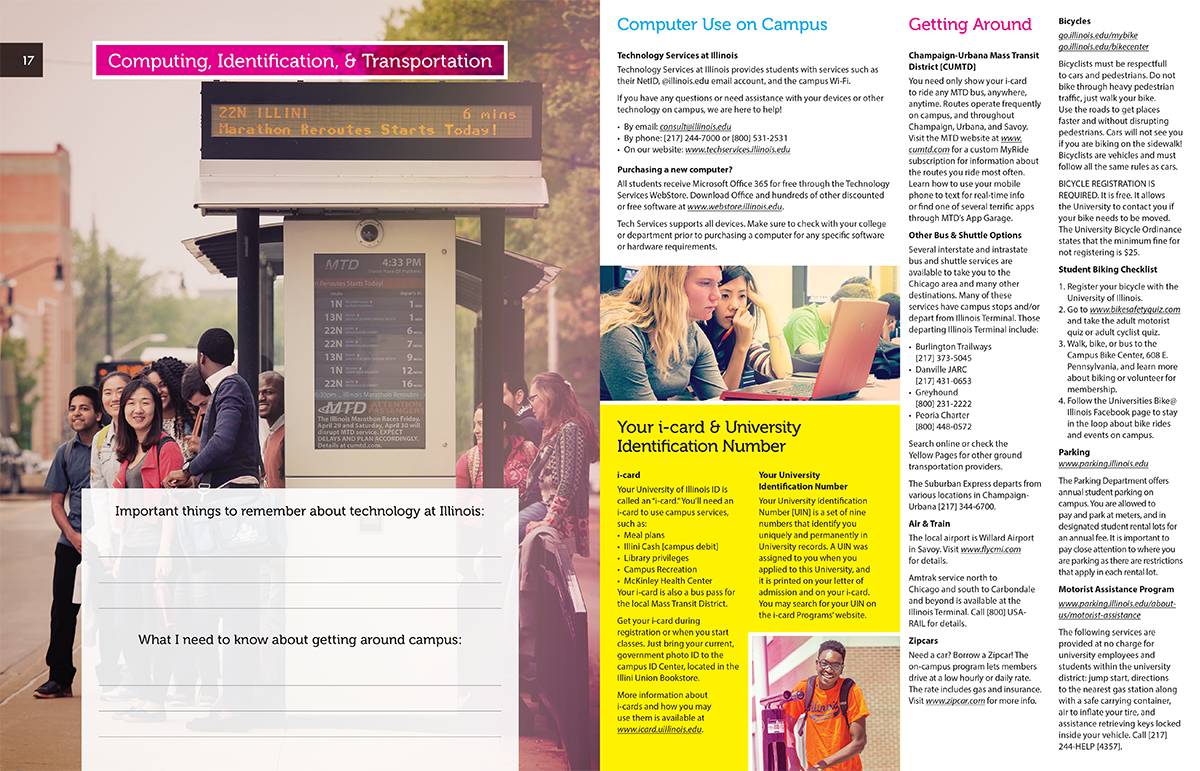 17
Computing, Identification, & Transportation
22N ILLINI 6 mins
Marathon Reroutes Starts Today!
MTD 4:33 PM
n Reroutes Starts Today!
route departs in
1N 1
13N 4
22N 6
22N 7
13N 9
1N 12
22N 16
Illinois Marathon Reroutes
MTD ATTENTION
PASSENGERS
The Illinois Marathon Races Friday,
April 29 and Saturday, April 30 will
disrupt MTD service. EXPECT
DELAYS AND PLAN ACCORDINGLY.
Details at cumtd.com.
Important things to remember about technology at Illinois:
What I need to know about getting around campus:
Computer Use on Campus
Technology Services at Illinois
Technology Services at Illinois provides students with services such as
their NetID, @illinois.edu email account, and the campus Wi-Fi.
If you have any questions or need assistance with your devices or other
technology on campus, we are here to help!
• By email: consult@illinois.edu
• By phone: [217] 244-7000 or [800] 531-2531
• On our website: www.techservices.illinois.edu
Purchasing a new computer?
All students receive Microsoft Office 365 for free through the Technology
Services WebStore. Download Office and hundreds of other discounted
or free software at www.webstore.illinois.edu.
Tech Services supports all devices. Make sure to check with your college
or department prior to purchasing a computer for any specific software
or hardware requirements.
Your i-card & University
Identification Number
i-card
Your University of Illinois ID is
called an "i-card." You'll need an
i-card to use campus services,
such as:
• Meal plans
• Illini Cash [campus debit]
• Library privileges
• Campus Recreation
• McKinley Health Center
Your i-card is also a bus pass for
the local Mass Transit District.
Get your i-card during
registration or when you start
classes. Just bring your current,
government photo ID to the
campus ID Center, located in the
Illini Union Bookstore.
More information about
i-cards and how you may
use them is available at
www.icard.uillinois.edu.
Your University
Identification Number
Your University Identification
Number [UIN] is a set of nine
numbers that identify you
uniquely and permanently in
University records. A UIN was
assigned to you when you
applied to this University, and
it is printed on your letter of
admission and on your i-card.
You may search for your UIN on
the i-card Programs' website.
Getting Around
Champaign-Urbana Mass Transit
District [CUMTD]
You need only show your i-card
to ride any MTD bus, anywhere,
anytime. Routes operate frequently
on campus, and throughout
Champaign, Urbana, and Savoy.
Visit the MTD website at www.
cumtd.com for a custom MyRide
subscription for information about
the routes you ride most often.
Learn how to use your mobile
phone to text for real-time info
or find one of several terrific apps
through MTD's App Garage.
Other Bus & Shuttle Options
Several interstate and intrastate
bus and shuttle services are
available to take you to the
Chicago area and many other
destinations. Many of these
services have campus stops and/or
depart from Illinois Terminal. Those
departing Illinois Terminal include:
• Burlington Trailways
[217] 373-5045
• Danville JARC
[217] 431-0653
• Greyhound
[800] 231-2222
• Peoria Charter
[800] 448-0572
Search online or check the
Yellow Pages for other ground
transportation providers.
The Suburban Express departs from
various locations in Champaign-
Urbana [217] 344-6700.
Air & Train
The local airport is Willard Airport
in Savoy. Visit www.flycmi.com
for details.
Amtrak service north to
Chicago and south to Carbondale
and beyond is available at the
Illinois Terminal. Call [800] USA-
RAIL for details.
Zipcars
Need a car? Borrow a Zipcar! The
on-campus program lets members
drive at a low hourly or daily rate.
The rate includes gas and insurance.
Visit www.zipcar.com for more info.
Bicycles
go.illinois.edu/mybike
go.illinois.edu/bikecenter
Bicyclists must be respectfull
to cars and pedestrians. Do not
bike through heavy pedestrian
traffic, just walk your bike.
Use the roads to get places
faster and without disrupting
pedestrians. Cars will not see you
if you are biking on the sidewalk!
Bicyclists are vehicles and must
follow all the same rules as cars.
BICYCLE REGISTRATION IS
REQUIRED. It is free. It allows
the University to contact you if
your bike needs to be moved.
The University Bicycle Ordinance
states that the minimum fine for
not registering is $25.
Student Biking Checklist
1. Register your bicycle with the
University of Illinois.
2. Go to www.bikesafetyquiz.com
and take the adult motorist
quiz or adult cyclist quiz.
3. Walk, bike, or bus to the
Campus Bike Center, 608 E.
Pennsylvania, and learn more
about biking or volunteer for
membership.
4. Follow the Universities Bike@
Illinois Facebook page to stay
in the loop about bike rides
and events on campus.
Parking
www.parking.illinois.edu
The Parking Department offers
annual student parking on
campus. You are allowed to
pay and park at meters, and in
designated student rental lots for
an annual fee. It is important to
pay close attention to where you
are parking as there are restrictions
that apply in each rental lot.
Motorist Assistance Program
www.parking.illinois.edu/about-
us/motorist-assistance
The following services are
provided at no charge for
university employees and
students within the university
district: jump start, directions
to the nearest gas station along
with a safe carrying container,
air to inflate your tire, and
assistance retrieving keys locked
inside your vehicle. Call [217]
244-HELP [4357].